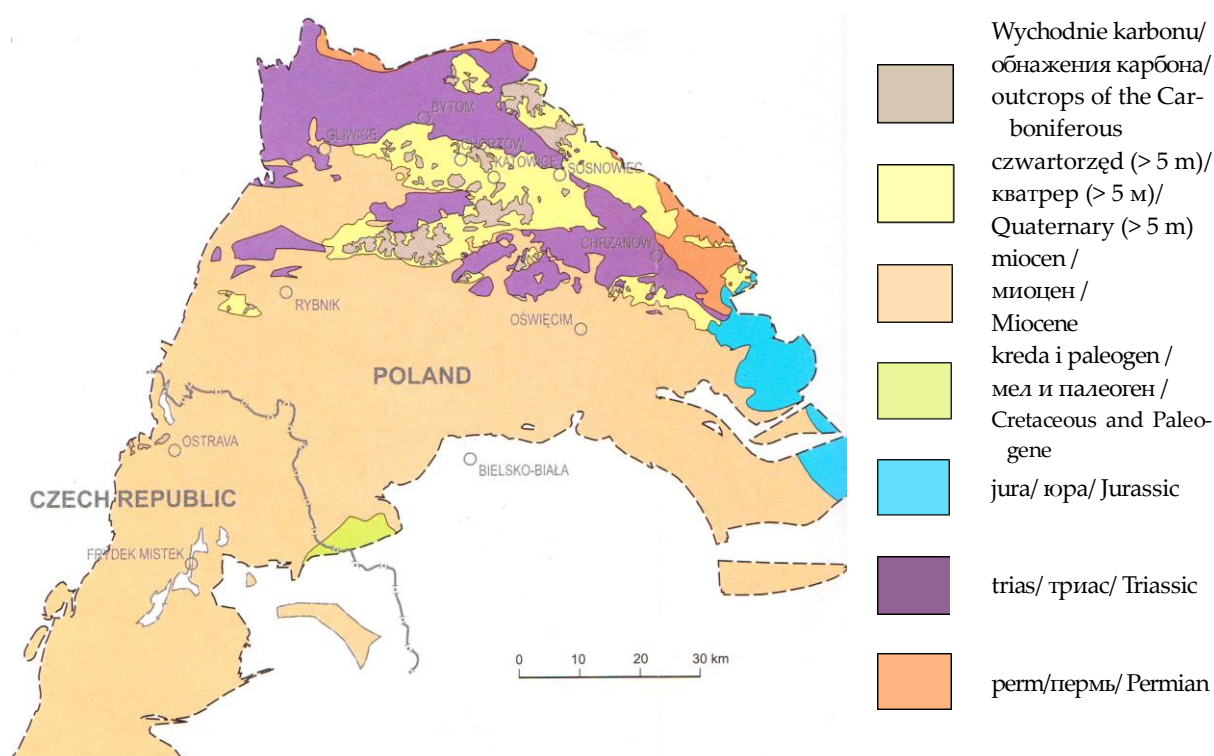 BYTOM
GLIWICE
CHORZÓW
KATOWICE
SOSNOWIEC
CHRZANÓW
RYBNIK
OŚWIĘCIM
POLAND
OSTRAVA
BIELSKO-BIAŁA
CZECH REPUBLIC
FRYDEK MISTEK
0 10 20 30 km
Wychodnie karbonu/
обнажения карбона/
outcrops of the Car-
boniferous
czwartorzęd (> 5 m)/
кватрер (> 5 м)/
Quaternary (> 5 m)
miocen /
миоцен /
Miocene
kreda i paleogen /
мел и палеоген /
Cretaceous and Paleo-
gene
jura/ юра/ Jurassic
trias/ триас/ Triassic
perm/пермь/ Permian